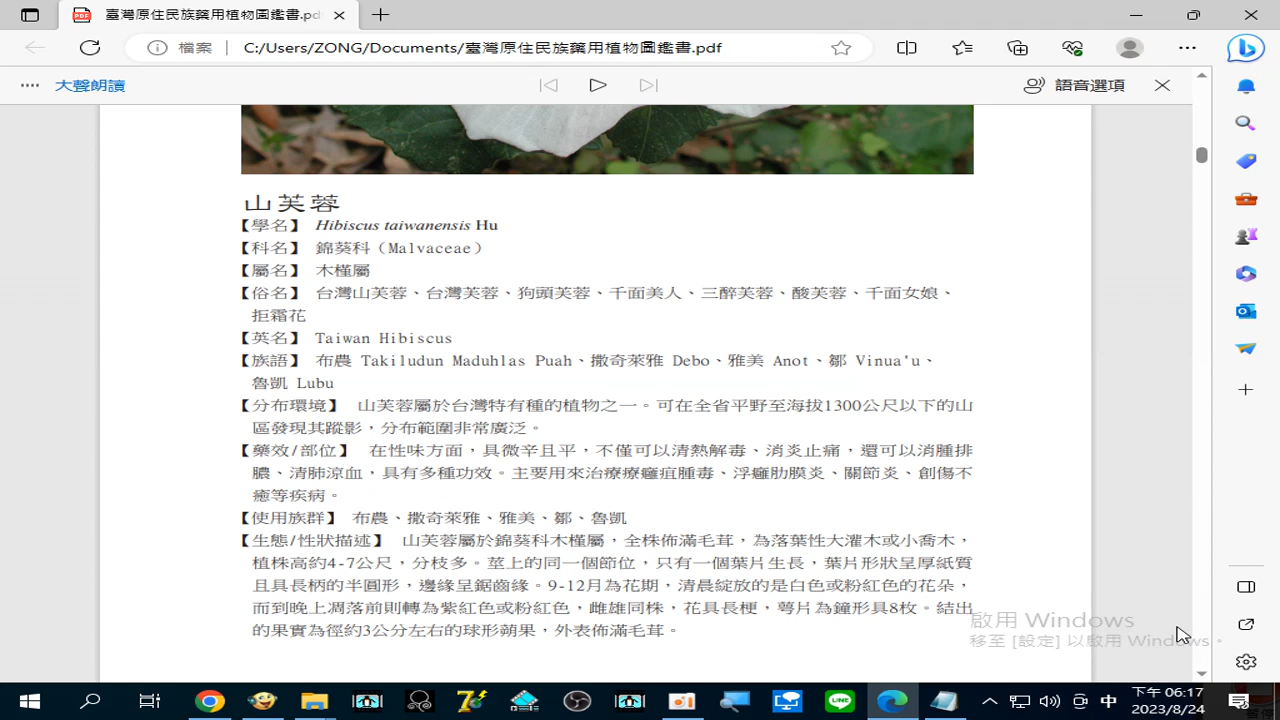 臺灣原住民族藥用植物圖鑑書.pd
檔案 C:/Users/ZONG/Documents/臺灣原住民族藥用植物圖鑑書.pdf
大聲朗讀 語音選項
山芙蓉
【學名】 Hibiscus taiwanensis Hu
【科名】 錦葵科（Malvaceae）
【屬名】 木槿屬
【俗名】 台灣山芙蓉、台灣芙蓉、狗頭芙蓉、千面美人、三醉芙蓉、酸芙蓉、千面女娘、
拒霜花
【英名】 Taiwan Hibiscus
【族語】 布農 Takiludun Maduhlas Puah、撒奇萊雅 Debo、雅美 Anot、鄒 Vinua'u、
魯凱 Lubu
【分布環境】 山芙蓉屬於台灣特有種的植物之一。可在全省平野至海拔1300公尺以下的山
區發現其蹤影，分布範圍非常廣泛。
【藥效/部位】 在性味方面，具微辛且平，不僅可以清熱解毒、消炎止痛，還可以消腫排
膿、清肺涼血，具有多種功效。主要用來治療療癰疽腫毒、浮癰肋膜炎、關節炎、創傷不
癒等疾病。
【使用族群】 布農、撒奇萊雅、雅美、鄒、魯凱
【生態/性狀描述】 山芙蓉屬於錦葵科木槿屬，全株佈滿毛茸，為落葉性大灌木或小喬木，
植株高約4-7公尺，分枝多。莖上的同一個節位，只有一個葉片生長，葉片形狀呈厚紙質
且具長柄的半圓形，邊緣呈鋸齒緣。9-12月為花期，清晨綻放的是白色或粉紅色的花朵，
而到晚上凋落前則轉為紫紅色或粉紅色，雌雄同株，花具長梗，萼片為鐘形具8枚。結出
的果實為徑約3公分左右的球形蒴果，外表佈滿毛茸。
啟用 Windows
移至 [設定] 以啟用 Windows。
中
下午 06:17
2023/8/24